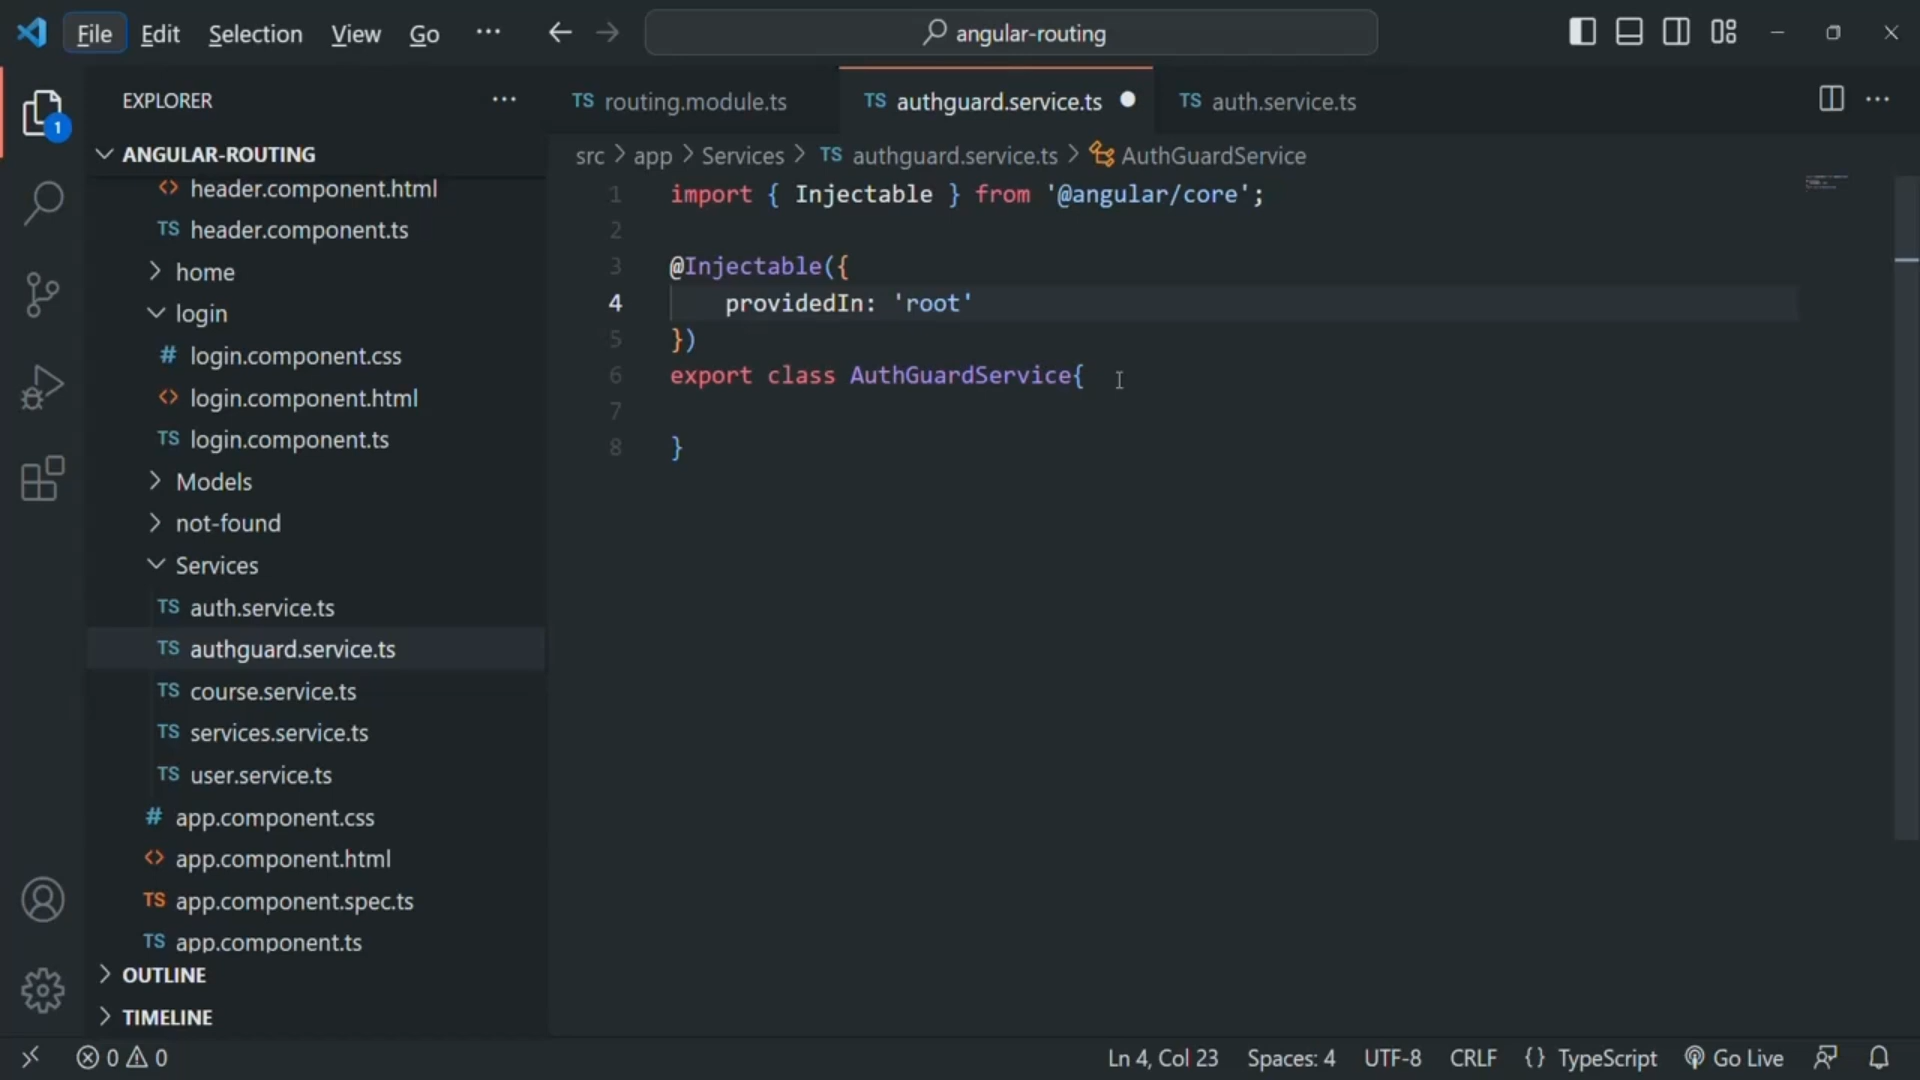 File Edit Selection View Go ··· angular-routing
EXPLORER ···
1
ANGULAR-ROUTING
<> header.component.html
TS header.component.ts
home
login
# login.component.css
<> login.component.html
TS login.component.ts
Models
not-found
Services
TS auth.service.ts
TS authguard.service.ts
TS course.service.ts
TS services.service.ts
TS user.service.ts
# app.component.css
<> app.component.html
TS app.component.spec.ts
TS app.component.ts
OUTLINE
TIMELINE
TS routing.module.ts TS authguard.service.ts TS auth.service.ts ···
src > app > Services > TS authguard.service.ts > AuthGuardService
1 import { Injectable } from '@angular/core';
2
3 @Injectable({
4 providedIn: 'root'
5 })
6 export class AuthGuardService{
7
8 }
0 0 Ln 4, Col 23 Spaces: 4 UTF-8 CRLF {} TypeScript Go Live